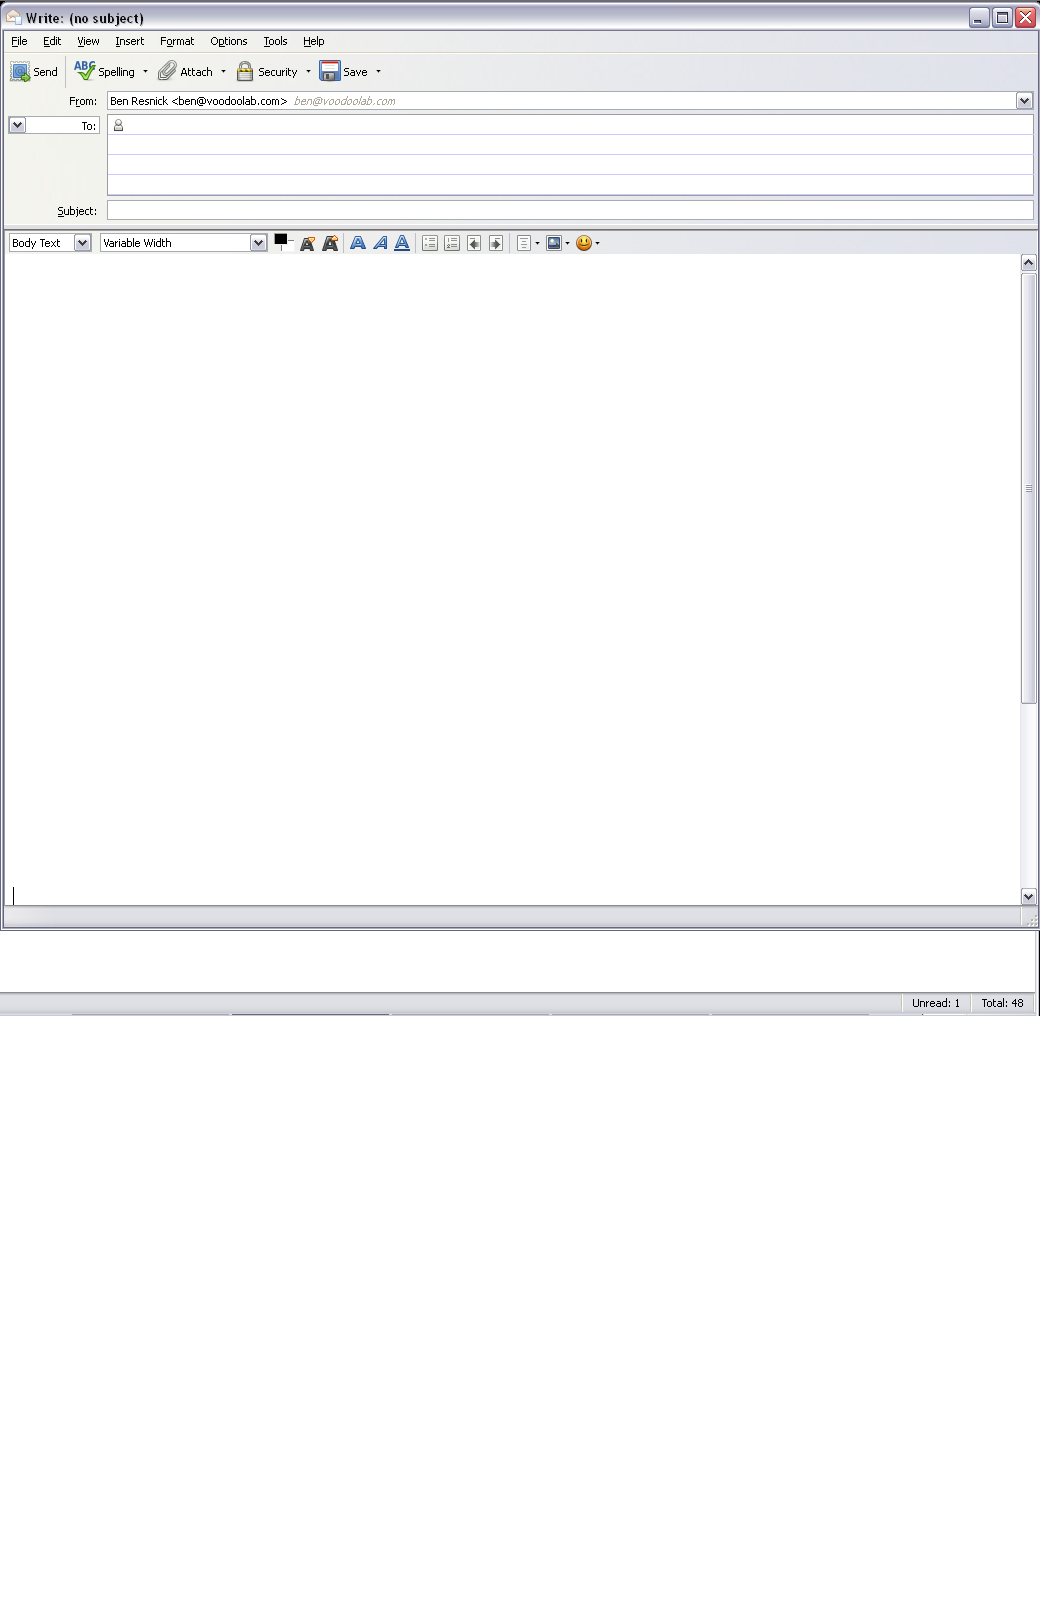 Write: (no subject)
File Edit View Insert Format Options Tools Help
Send ABC Spelling Attach Security Save
From: Ben Resnick <ben@voodoolab.com> ben@voodoolab.com
To:
Subject:
Body Text Variable Width A A A A A
Unread: 1 Total: 48